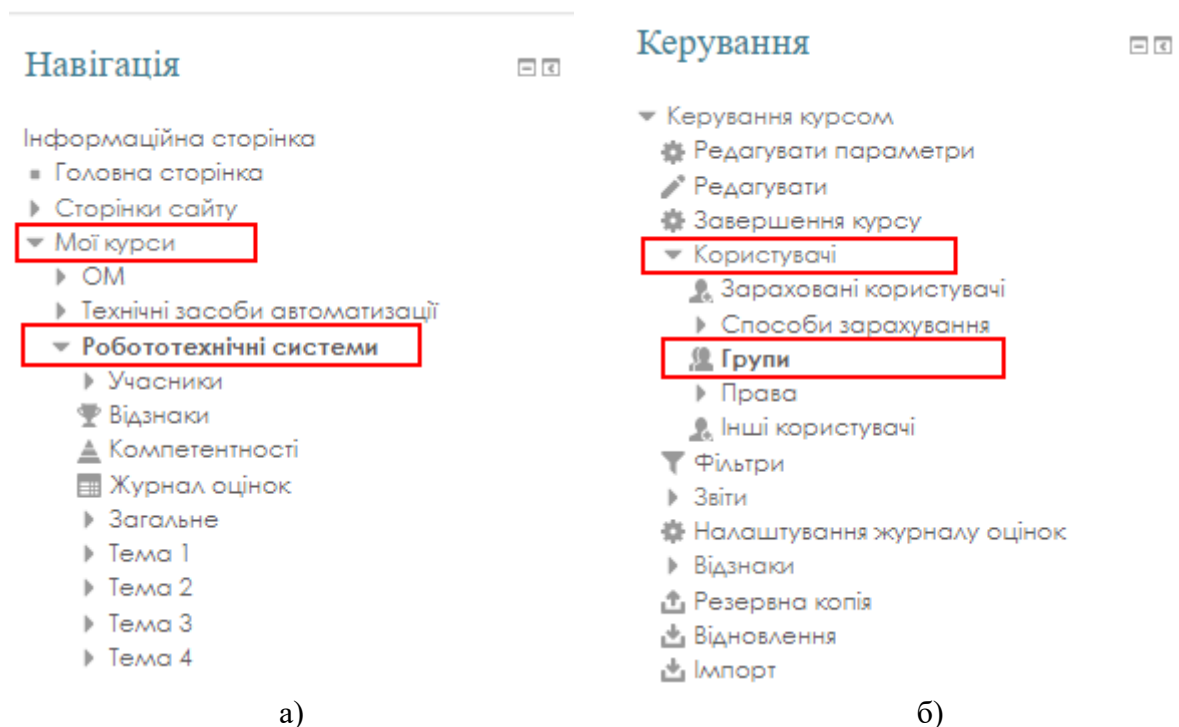 Навігація
Інформаційна сторінка
Головна сторінка
Сторінки сайту
Мої курси
ОМ
Технічні засоби автоматизації
Робототехнічні системи
Учасники
Відзнаки
Компетентності
Журнал оцінок
Загальне
Тема 1
Тема 2
Тема 3
Тема 4
а)
Керування
Керування курсом
Редагувати параметри
Редагувати
Завершення курсу
Користувачі
Зараховані користувачі
Способи зарахування
Групи
Права
Інші користувачі
Фільтри
Звіти
Налаштування журналу оцінок
Відзнаки
Резервна копія
Відновлення
Імпорт
б)